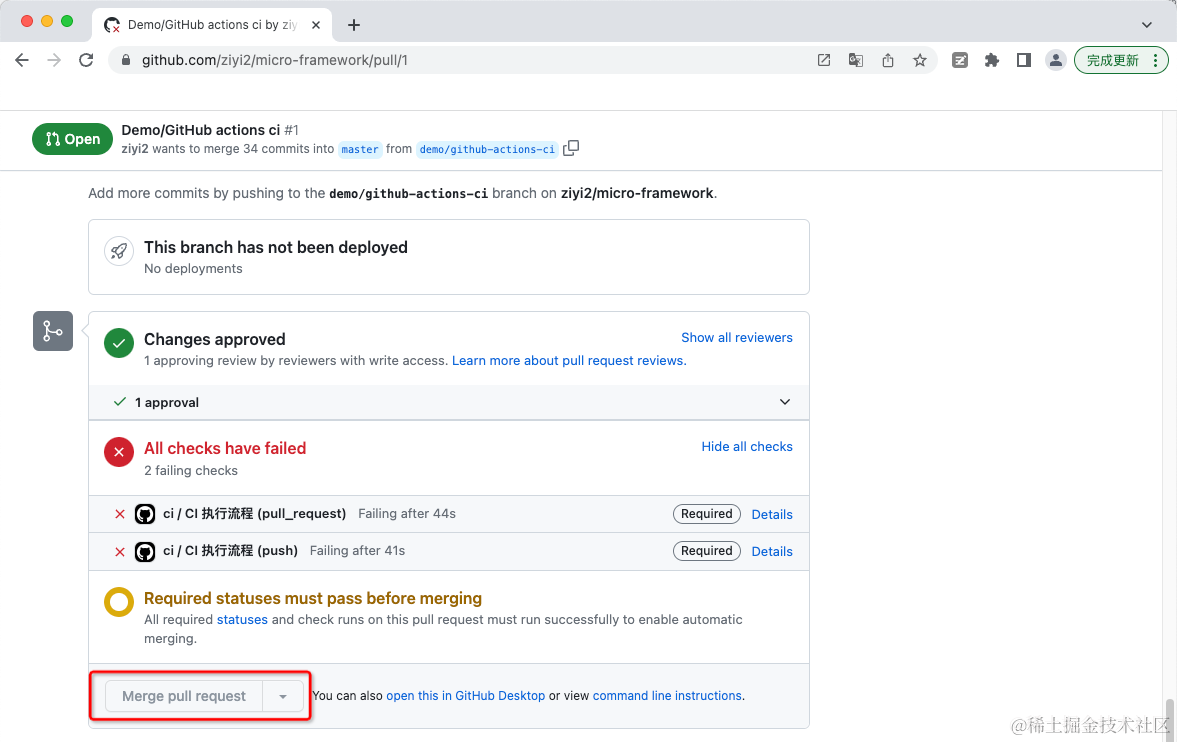 Demo/GitHub actions ci by ziy
github.com/ziyi2/micro-framework/pull/1
完成更新
Open
Demo/GitHub actions ci #1
ziyi2 wants to merge 34 commits into master from demo/github-actions-ci
Add more commits by pushing to the demo/github-actions-ci branch on ziyi2/micro-framework.
This branch has not been deployed
No deployments
Changes approved
Show all reviewers
1 approving review by reviewers with write access. Learn more about pull request reviews.
1 approval
All checks have failed
Hide all checks
2 failing checks
ci / CI 执行流程 (pull_request) Failing after 44s Required Details
ci / CI 执行流程 (push) Failing after 41s Required Details
Required statuses must pass before merging
All required statuses and check runs on this pull request must run successfully to enable automatic
merging.
Merge pull request You can also open this in GitHub Desktop or view command line instructions.
@稀土掘金技术社区